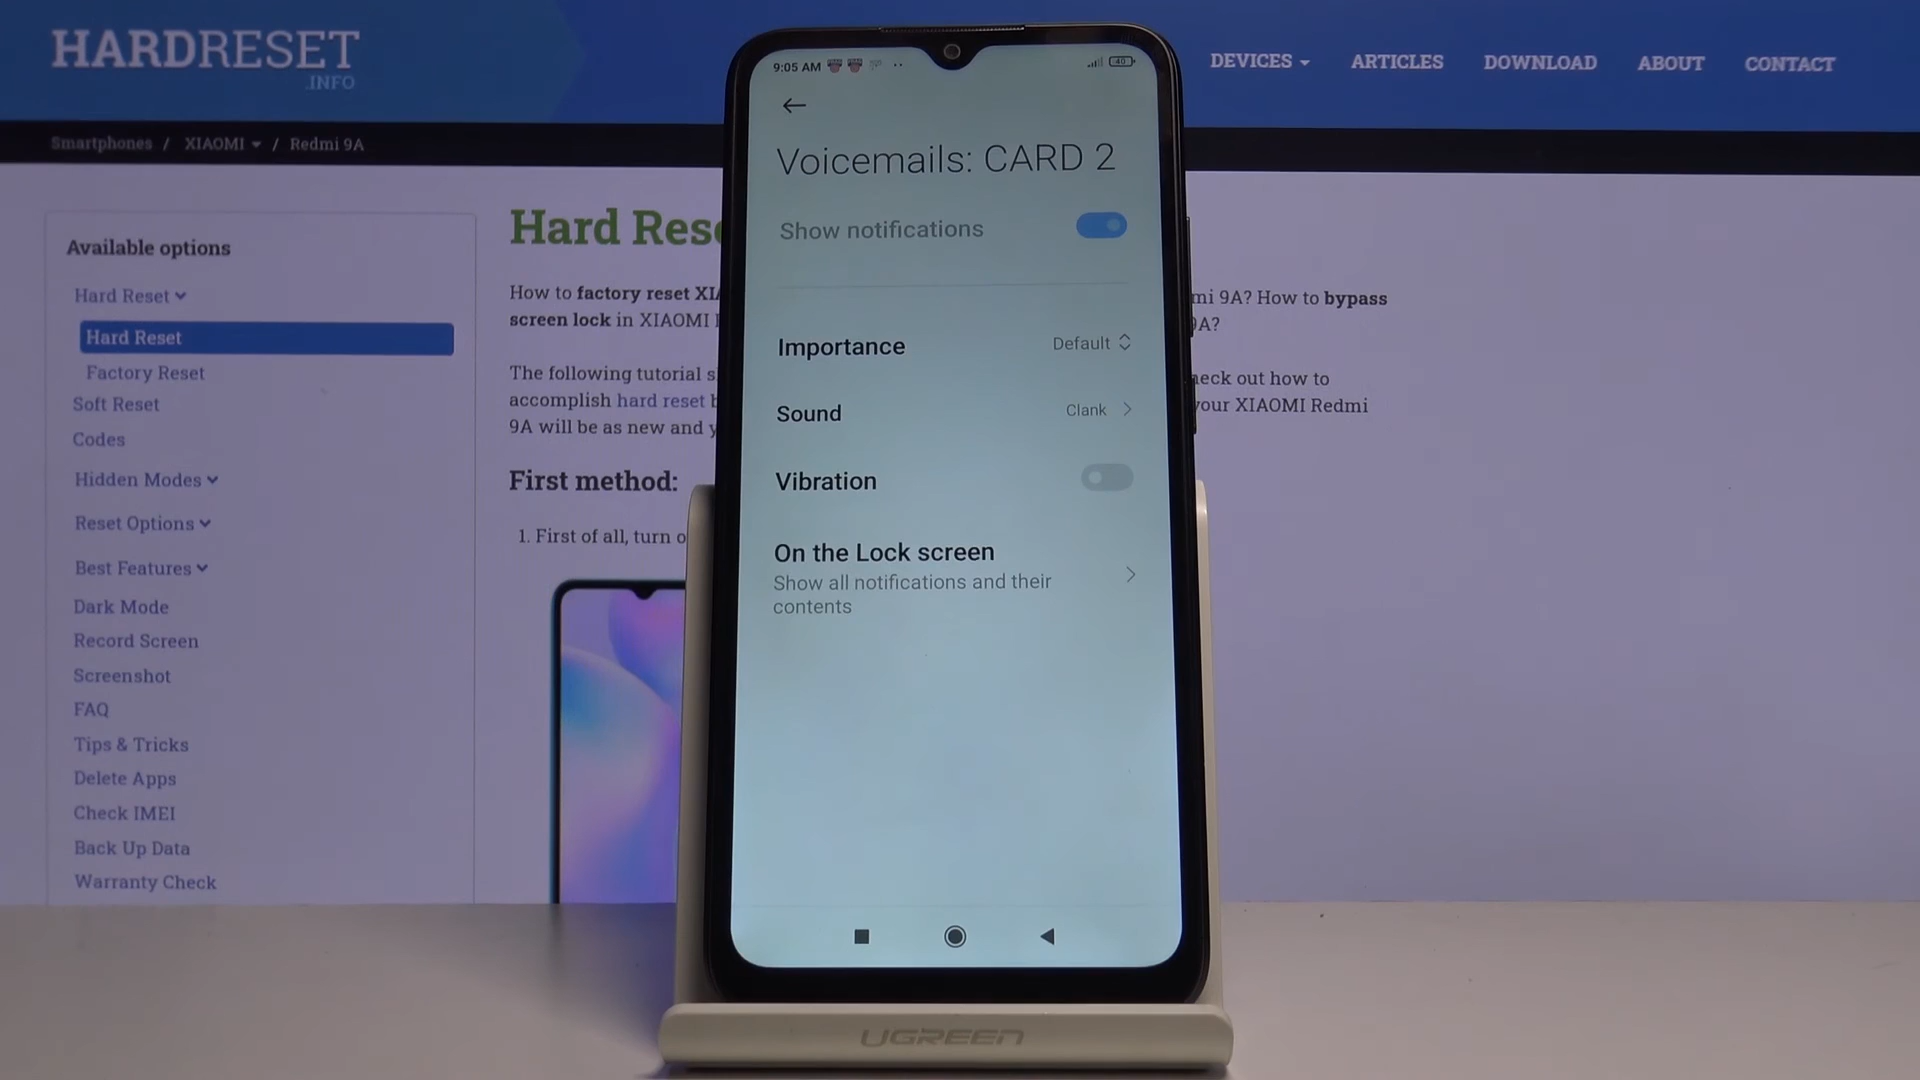 HARDRESET
.INFO
DEVICES
ARTICLES
DOWNLOAD
ABOUT
CONTACT
Smartphones / XIAOMI / Redmi 9A
Available options
Hard Reset
Hard Reset
Factory Reset
Soft Reset
Codes
Hidden Modes
Reset Options
Best Features
Dark Mode
Record Screen
Screenshot
FAQ
Tips & Tricks
Delete Apps
Check IMEI
Back Up Data
Warranty Check
Hard Res
How to factory reset XI
mi 9A? How to bypass
screen lock in XIAOMI
9A?
The following tutorial s
heck out how to
accomplish hard reset
your XIAOMI Redmi
9A will be as new and
First method:
1. First of all, turn o
9:05 AM
40
Voicemails: CARD 2
Show notifications
Importance Default
Sound Clank
Vibration
On the Lock screen
Show all notifications and their
contents
UGREEN